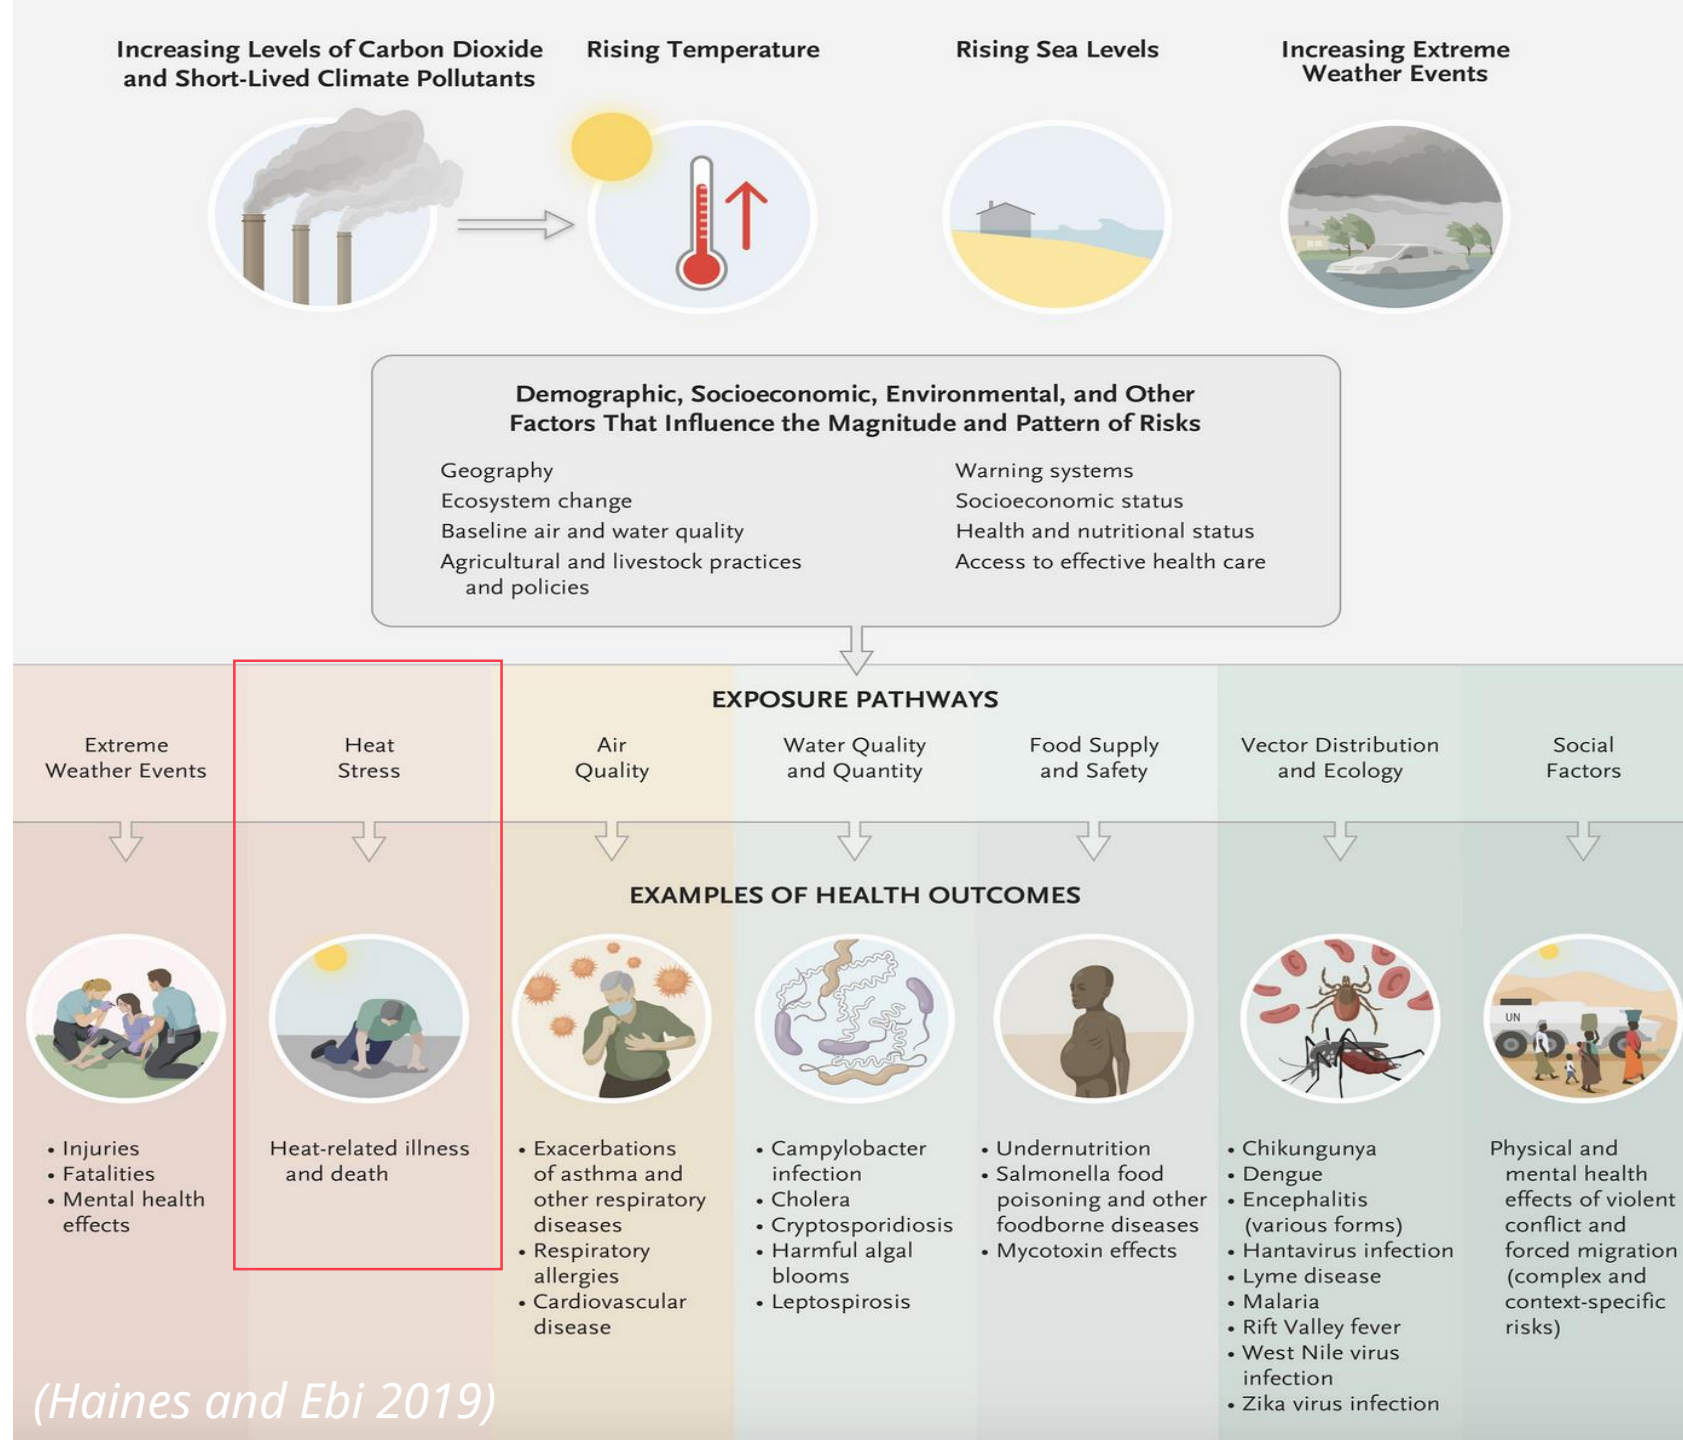 Increasing Levels of Carbon Dioxide
and Short-Lived Climate Pollutants
Rising Temperature
Rising Sea Levels
Increasing Extreme
Weather Events
Demographic, Socioeconomic, Environmental, and Other
Factors That Influence the Magnitude and Pattern of Risks
Geography
Ecosystem change
Baseline air and water quality
Agricultural and livestock practices
and policies
Warning systems
Socioeconomic status
Health and nutritional status
Access to effective health care
EXPOSURE PATHWAYS
Extreme
Weather Events
Heat
Stress
Air
Quality
Water Quality
and Quantity
Food Supply
and Safety
Vector Distribution
and Ecology
Social
Factors
EXAMPLES OF HEALTH OUTCOMES
UN
• Injuries
• Fatalities
• Mental health
effects
Heat-related illness
and death
• Exacerbations
of asthma and
other respiratory
diseases
• Respiratory
allergies
• Cardiovascular
disease
• Campylobacter
infection
• Cholera
• Cryptosporidiosis
• Harmful algal
blooms
• Leptospirosis
• Undernutrition
• Salmonella food
poisoning and other
foodborne diseases
• Mycotoxin effects
• Chikungunya
• Dengue
• Encephalitis
(various forms)
• Hantavirus infection
• Lyme disease
• Malaria
• Rift Valley fever
• West Nile virus
infection
• Zika virus infection
Physical and
mental health
effects of violent
conflict and
forced migration
(complex and
context-specific
risks)
(Haines and Ebi 2019)